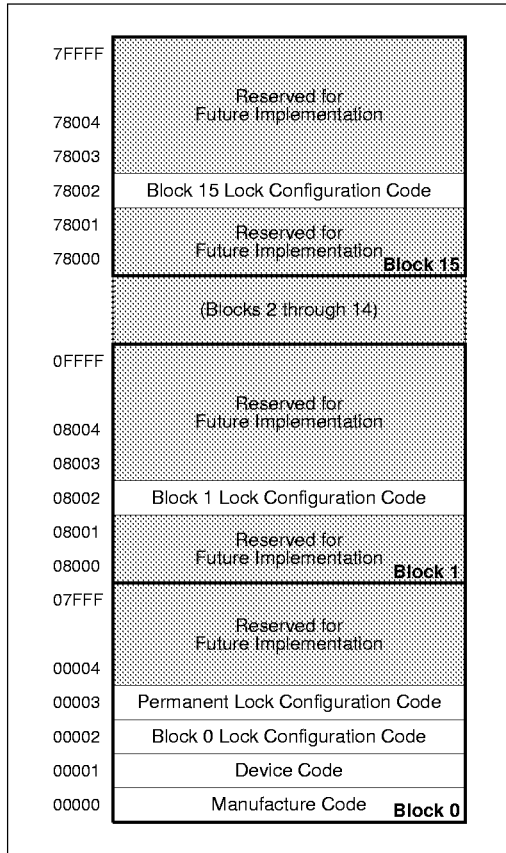 7FFFF
Reserved for
Future Implementation
78004
78003
78002 Block 15 Lock Configuration Code
78001
Reserved for
Future Implementation
78000
Block 15
(Blocks 2 through 14)
0FFFF
Reserved for
Future Implementation
08004
08003
08002 Block 1 Lock Configuration Code
08001
Reserved for
Future Implementation
08000
Block 1
07FFF
Reserved for
Future Implementation
00004
00003 Permanent Lock Configuration Code
00002 Block 0 Lock Configuration Code
00001 Device Code
00000 Manufacture Code Block 0